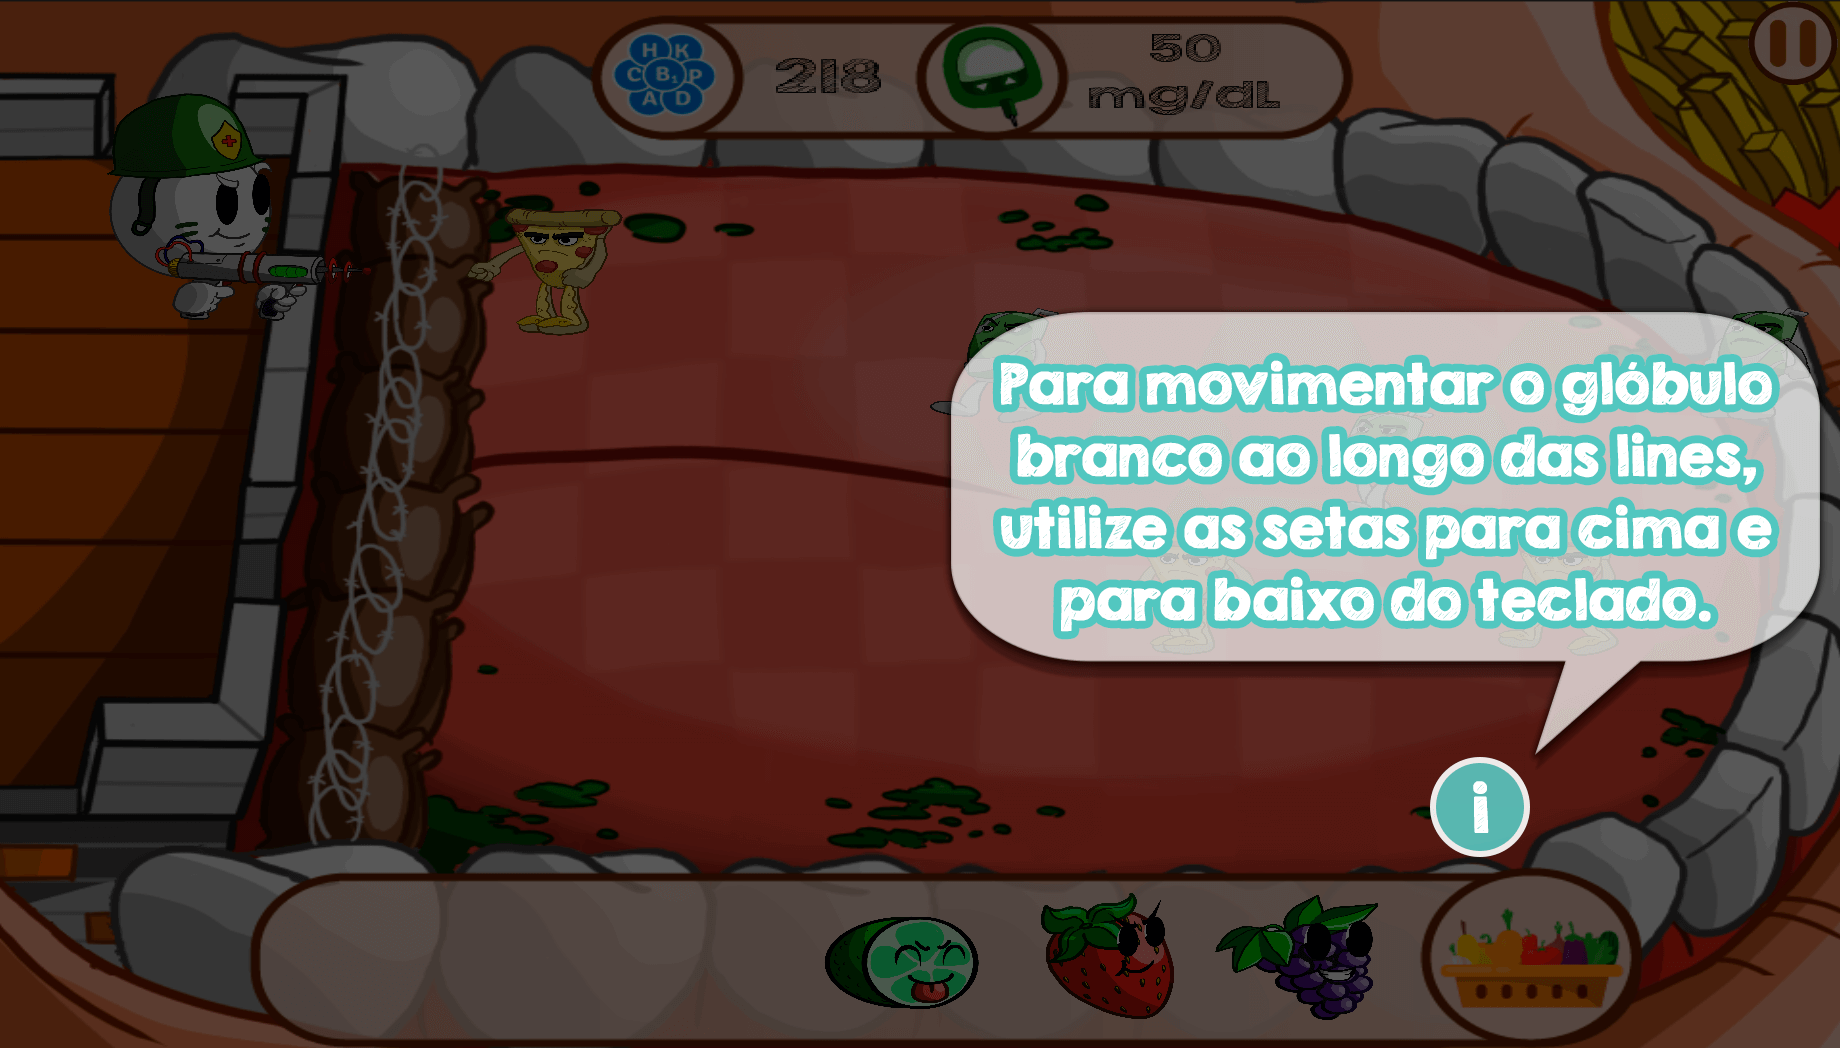 H K
C B₁ P
A D
218
50
mg/dL
Para movimentar o glóbulo
branco ao longo das lines,
utilize as setas para cima e
para baixo do teclado.
i